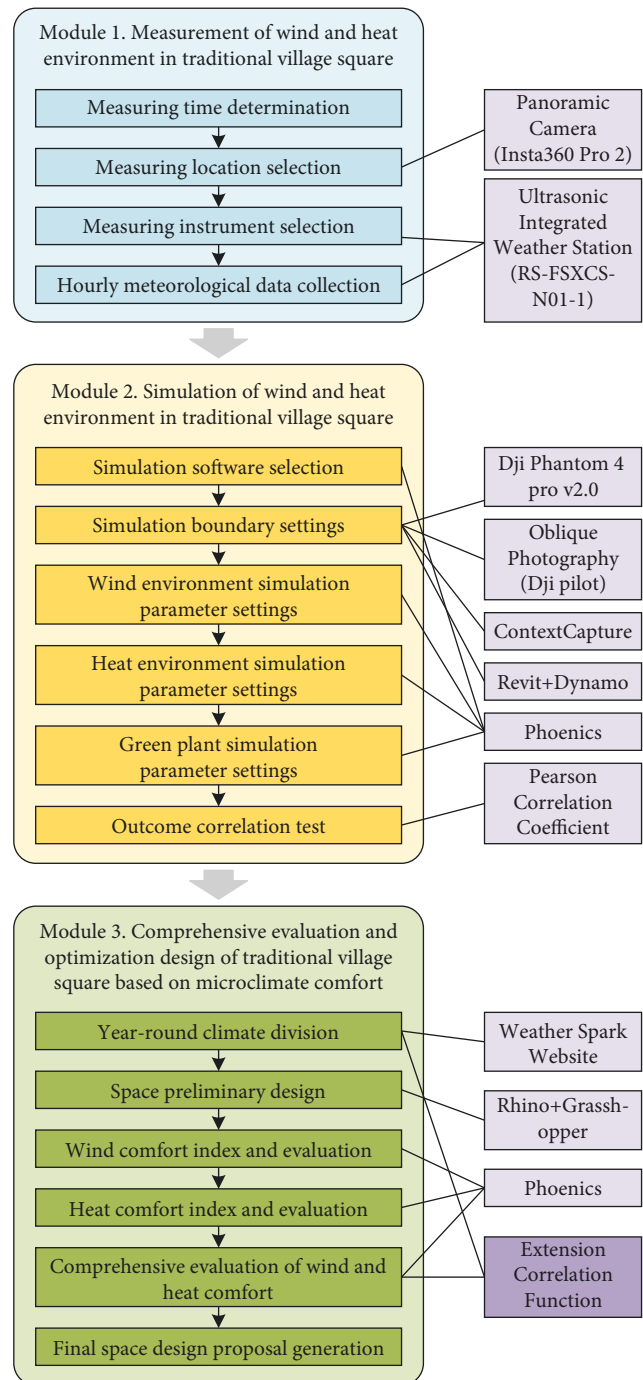 Module 1. Measurement of wind and heat
environment in traditional village square
Measuring time determination
Measuring location selection
Measuring instrument selection
Hourly meteorological data collection
Panoramic
Camera
(Insta360 Pro 2)
Ultrasonic
Integrated
Weather Station
(RS-FSXCS-
N01-1)
Module 2. Simulation of wind and heat
environment in traditional village square
Simulation software selection
Simulation boundary settings
Wind environment simulation
parameter settings
Heat environment simulation
parameter settings
Green plant simulation
parameter settings
Outcome correlation test
Dji Phantom 4
pro v2.0
Oblique
Photography
(Dji pilot)
ContextCapture
Revit+Dynamo
Phoenics
Pearson
Correlation
Coefficient
Module 3. Comprehensive evaluation and
optimization design of traditional village
square based on microclimate comfort
Year-round climate division
Space preliminary design
Wind comfort index and evaluation
Heat comfort index and evaluation
Comprehensive evaluation of wind and
heat comfort
Final space design proposal generation
Weather Spark
Website
Rhino+Grassh-
opper
Phoenics
Extension
Correlation
Function